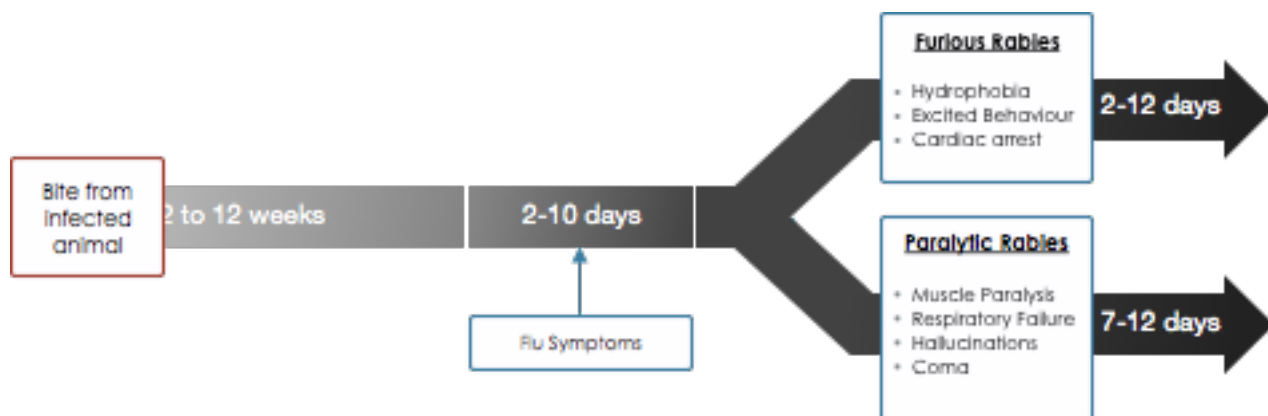 Bite from
infected
animal
2 to 12 weeks
2-10 days
Flu Symptoms
Furious Rabies
• Hydrophobia
• Excited Behaviour
• Cardiac arrest
2-12 days
Paralytic Rabies
• Muscle Paralysis
• Respiratory Failure
• Hallucinations
• Coma
7-12 days